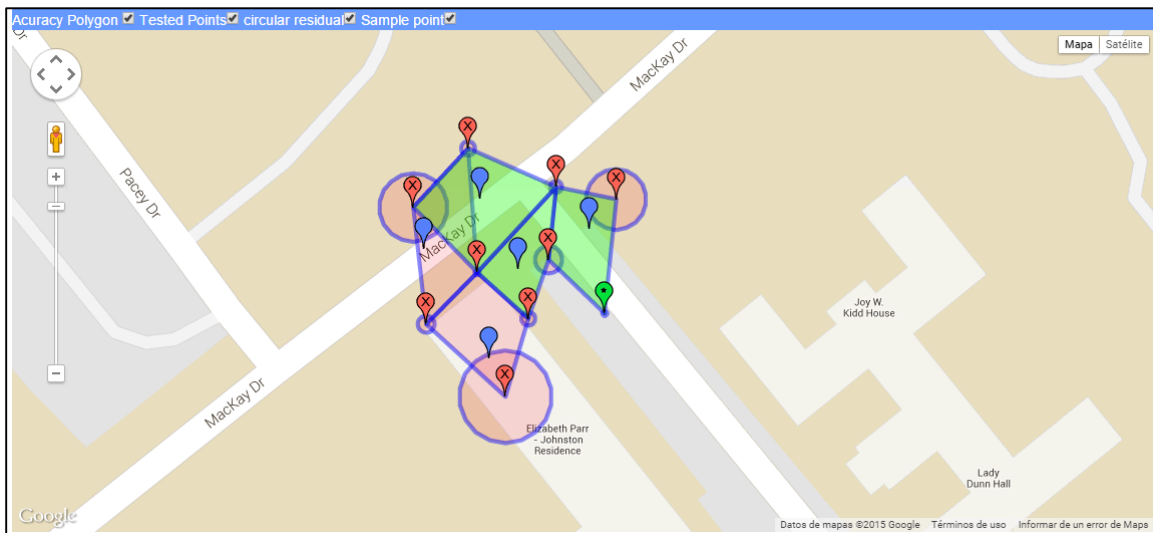 Acuracy Polygon Tested Points circular residual Sample point
Dr
MacKay Dr
Mapa Satélite
Pacey Dr
MacKay Dr
MacKay Dr
Joy W.
Kidd House
Elizabeth Parr
- Johnston
Residence
Lady
Dunn Hall
Google
Datos de mapas ©2015 Google Términos de uso Informar de un error de Maps